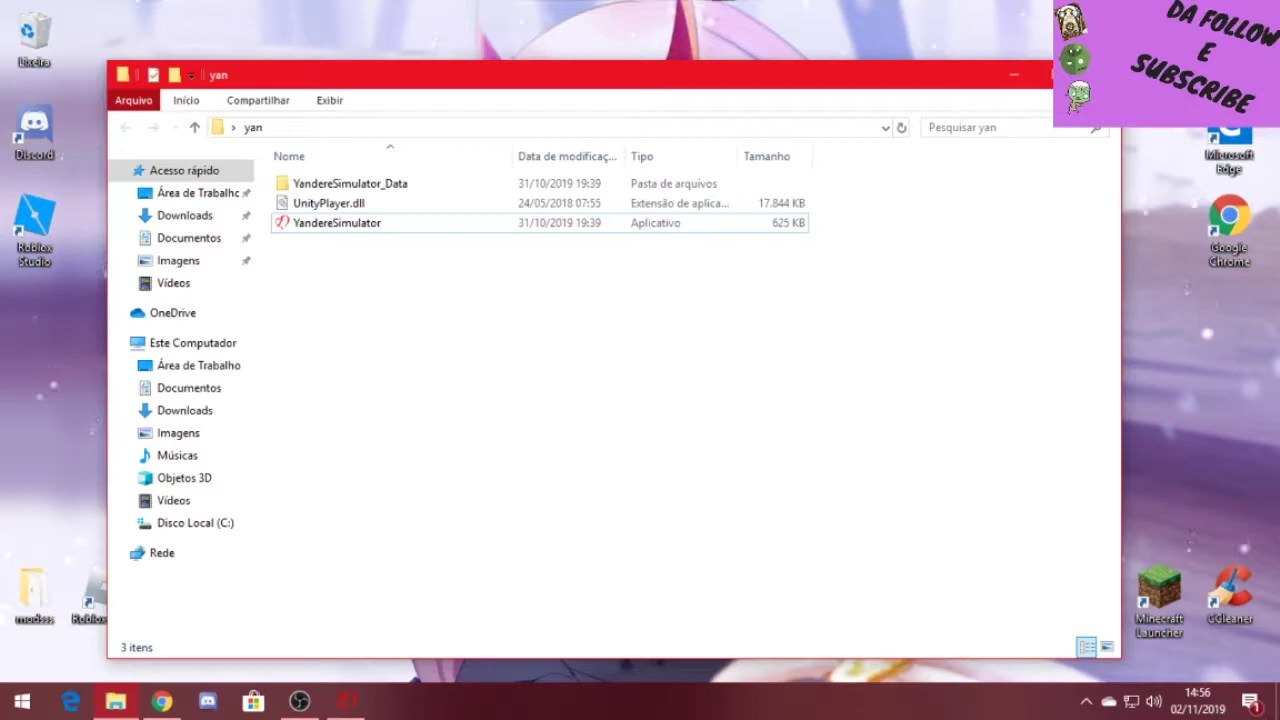 Lixeira
Discord
Roblox
Studio
modsss
Roblox
yan
Arquivo
Início
Compartilhar
Exibir
yan
Pesquisar yan
Nome
Data de modificaç...
Tipo
Tamanho
YandereSimulator_Data
31/10/2019 19:39
Pasta de arquivos
UnityPlayer.dll
24/05/2018 07:55
Extensão de aplica...
17.844 KB
YandereSimulator
31/10/2019 19:39
Aplicativo
625 KB
Acesso rápido
Área de Trabalho
Downloads
Documentos
Imagens
Vídeos
OneDrive
Este Computador
Área de Trabalho
Documentos
Downloads
Imagens
Músicas
Objetos 3D
Vídeos
Disco Local (C:)
Rede
3 itens
DA FOLLOW
E
SUBSCRIBE
Microsoft
Edge
Google
Chrome
Minecraft
Launcher
CCleaner
14:56
02/11/2019
1